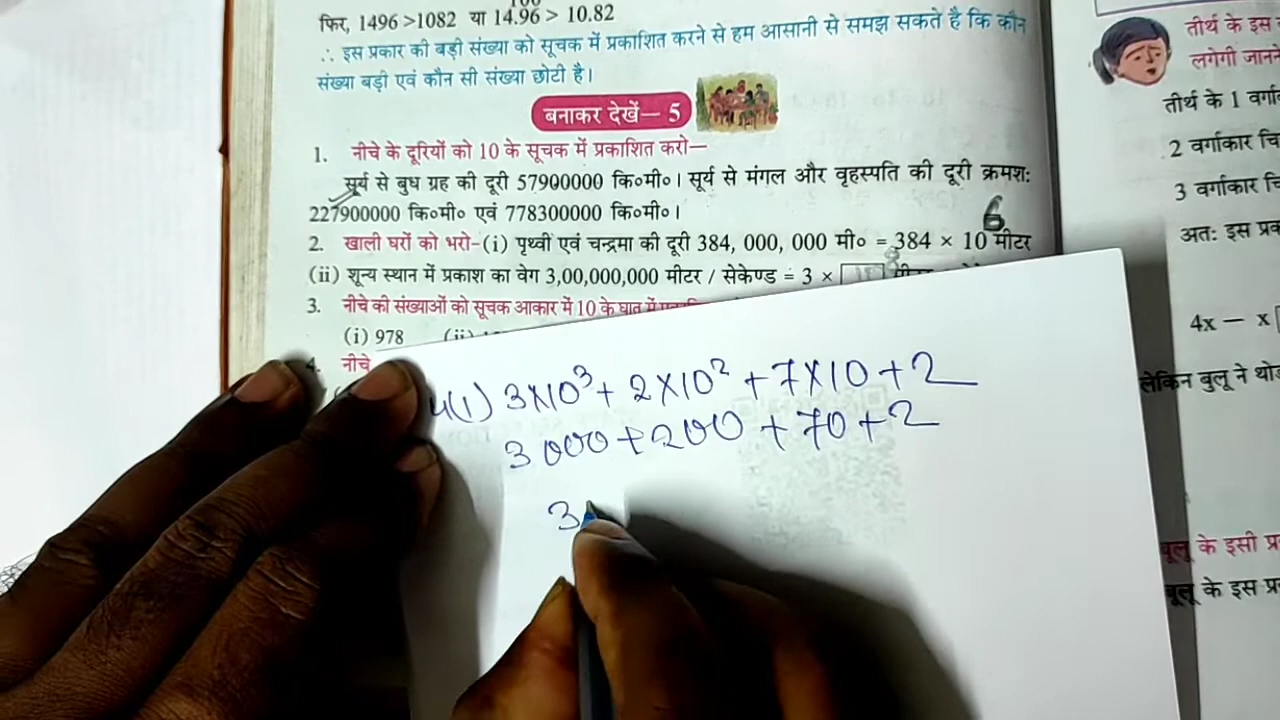 फिर, 1496 >1082 या 14.96 > 10.82
∴ इस प्रकार की बड़ी संख्या को सूचक में प्रकाशित करने से हम आसानी से समझ सकते है कि कौन
संख्या बड़ी एवं कौन सी संख्या छोटी है।
बनाकर देखें— 5
1. नीचे के दूरियों को 10 के सूचक में प्रकाशित करो—
सूर्य से बुध ग्रह की दूरी 57900000 कि०मी०। सूर्य से मंगल और वृहस्पति की दूरी क्रमशः
227900000 कि०मी० एवं 778300000 कि०मी०।
2. खाली घरों को भरो-(i) पृथ्वी एवं चन्द्रमा की दूरी 384, 000, 000 मी० = 384 × 10 6 मीटर
(ii) शून्य स्थान में प्रकाश का वेग 3,00,000,000 मीटर / सेकेण्ड = 3 ×
3. नीचे की संख्याओं को सूचक आकार में 10 के घात में
(i) 978 (ii)
4. नीचे
4(i) 3×10³ + 2×10² + 7×10 + 2
3000 + 200 + 70 + 2
3
तीर्थ के इस
लगेगी
तीर्थ के 1
2 वर्गाकार
3 वर्गाकार
अतः इस
4x — x
लेकिन बुलू ने
बूलू के इसी
बूलू के इस